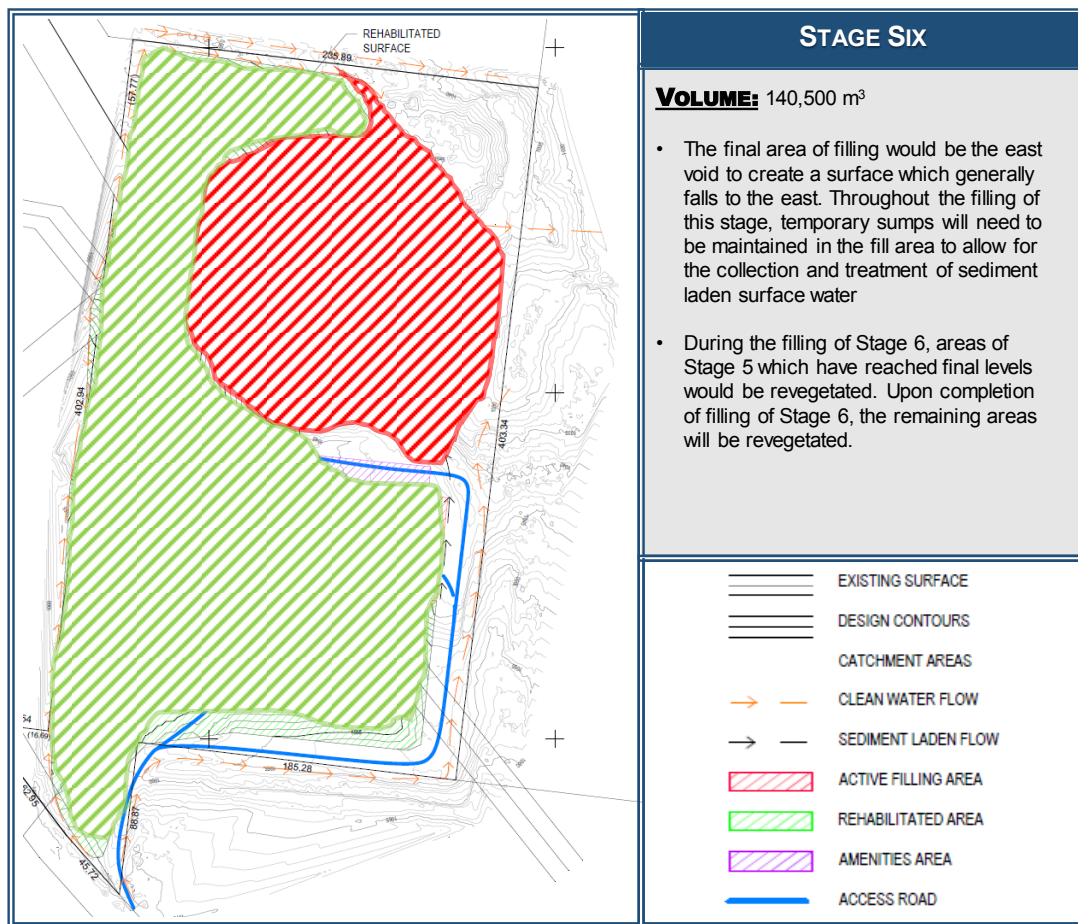 REHABILITATED
SURFACE
235.89
(57.77)
402.94
403.34
54
(16.69)
185.28
52.95
88.87
45.72
STAGE SIX
VOLUME: 140,500 m³
• The final area of filling would be the east
void to create a surface which generally
falls to the east. Throughout the filling of
this stage, temporary sumps will need to
be maintained in the fill area to allow for
the collection and treatment of sediment
laden surface water
• During the filling of Stage 6, areas of
Stage 5 which have reached final levels
would be revegetated. Upon completion
of filling of Stage 6, the remaining areas
will be revegetated.
EXISTING SURFACE
DESIGN CONTOURS
CATCHMENT AREAS
CLEAN WATER FLOW
SEDIMENT LADEN FLOW
ACTIVE FILLING AREA
REHABILITATED AREA
AMENITIES AREA
ACCESS ROAD